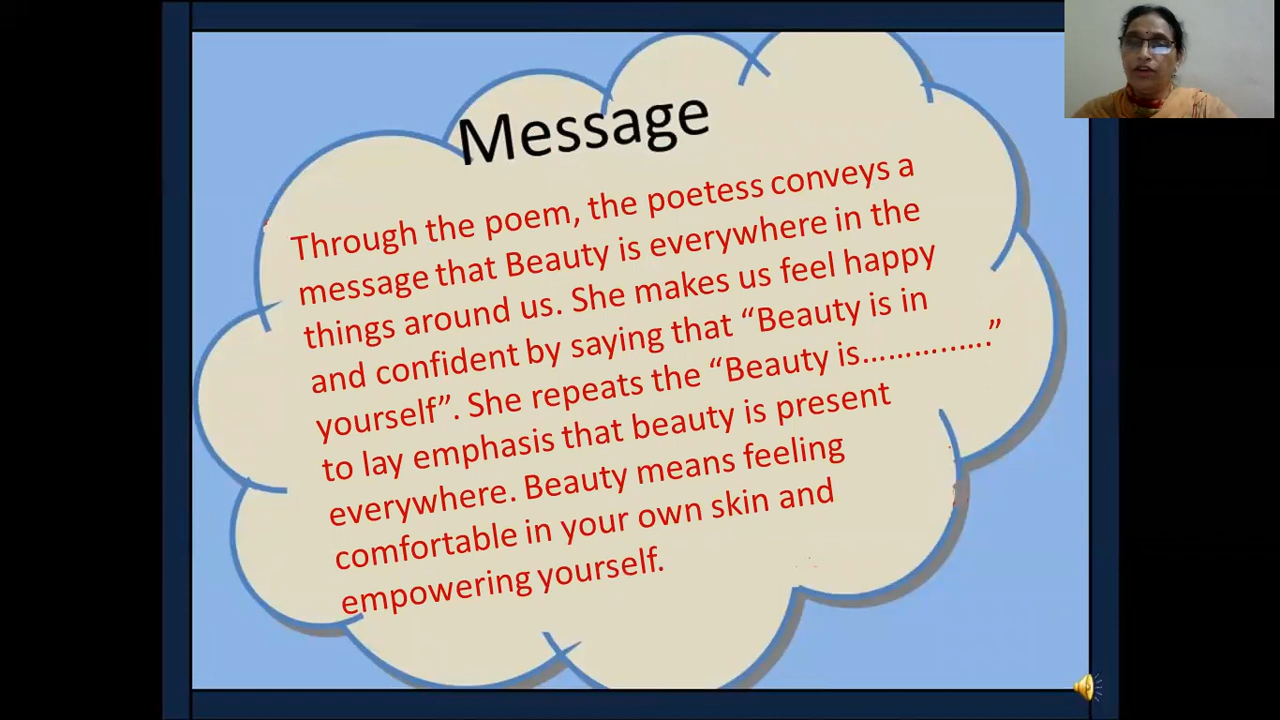 Message
Through the poem, the poetess conveys a
message that Beauty is everywhere in the
things around us. She makes us feel happy
and confident by saying that “Beauty is in
yourself”. She repeats the “Beauty is…………..….”
to lay emphasis that beauty is present
everywhere. Beauty means feeling
comfortable in your own skin and
empowering yourself.